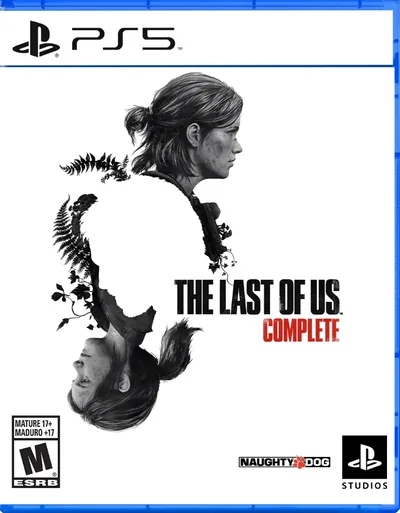 PS5
THE LAST OF US
COMPLETE
MATURE 17+
MADURO +17
M
ESRB
NAUGHTY DOG
STUDIOS